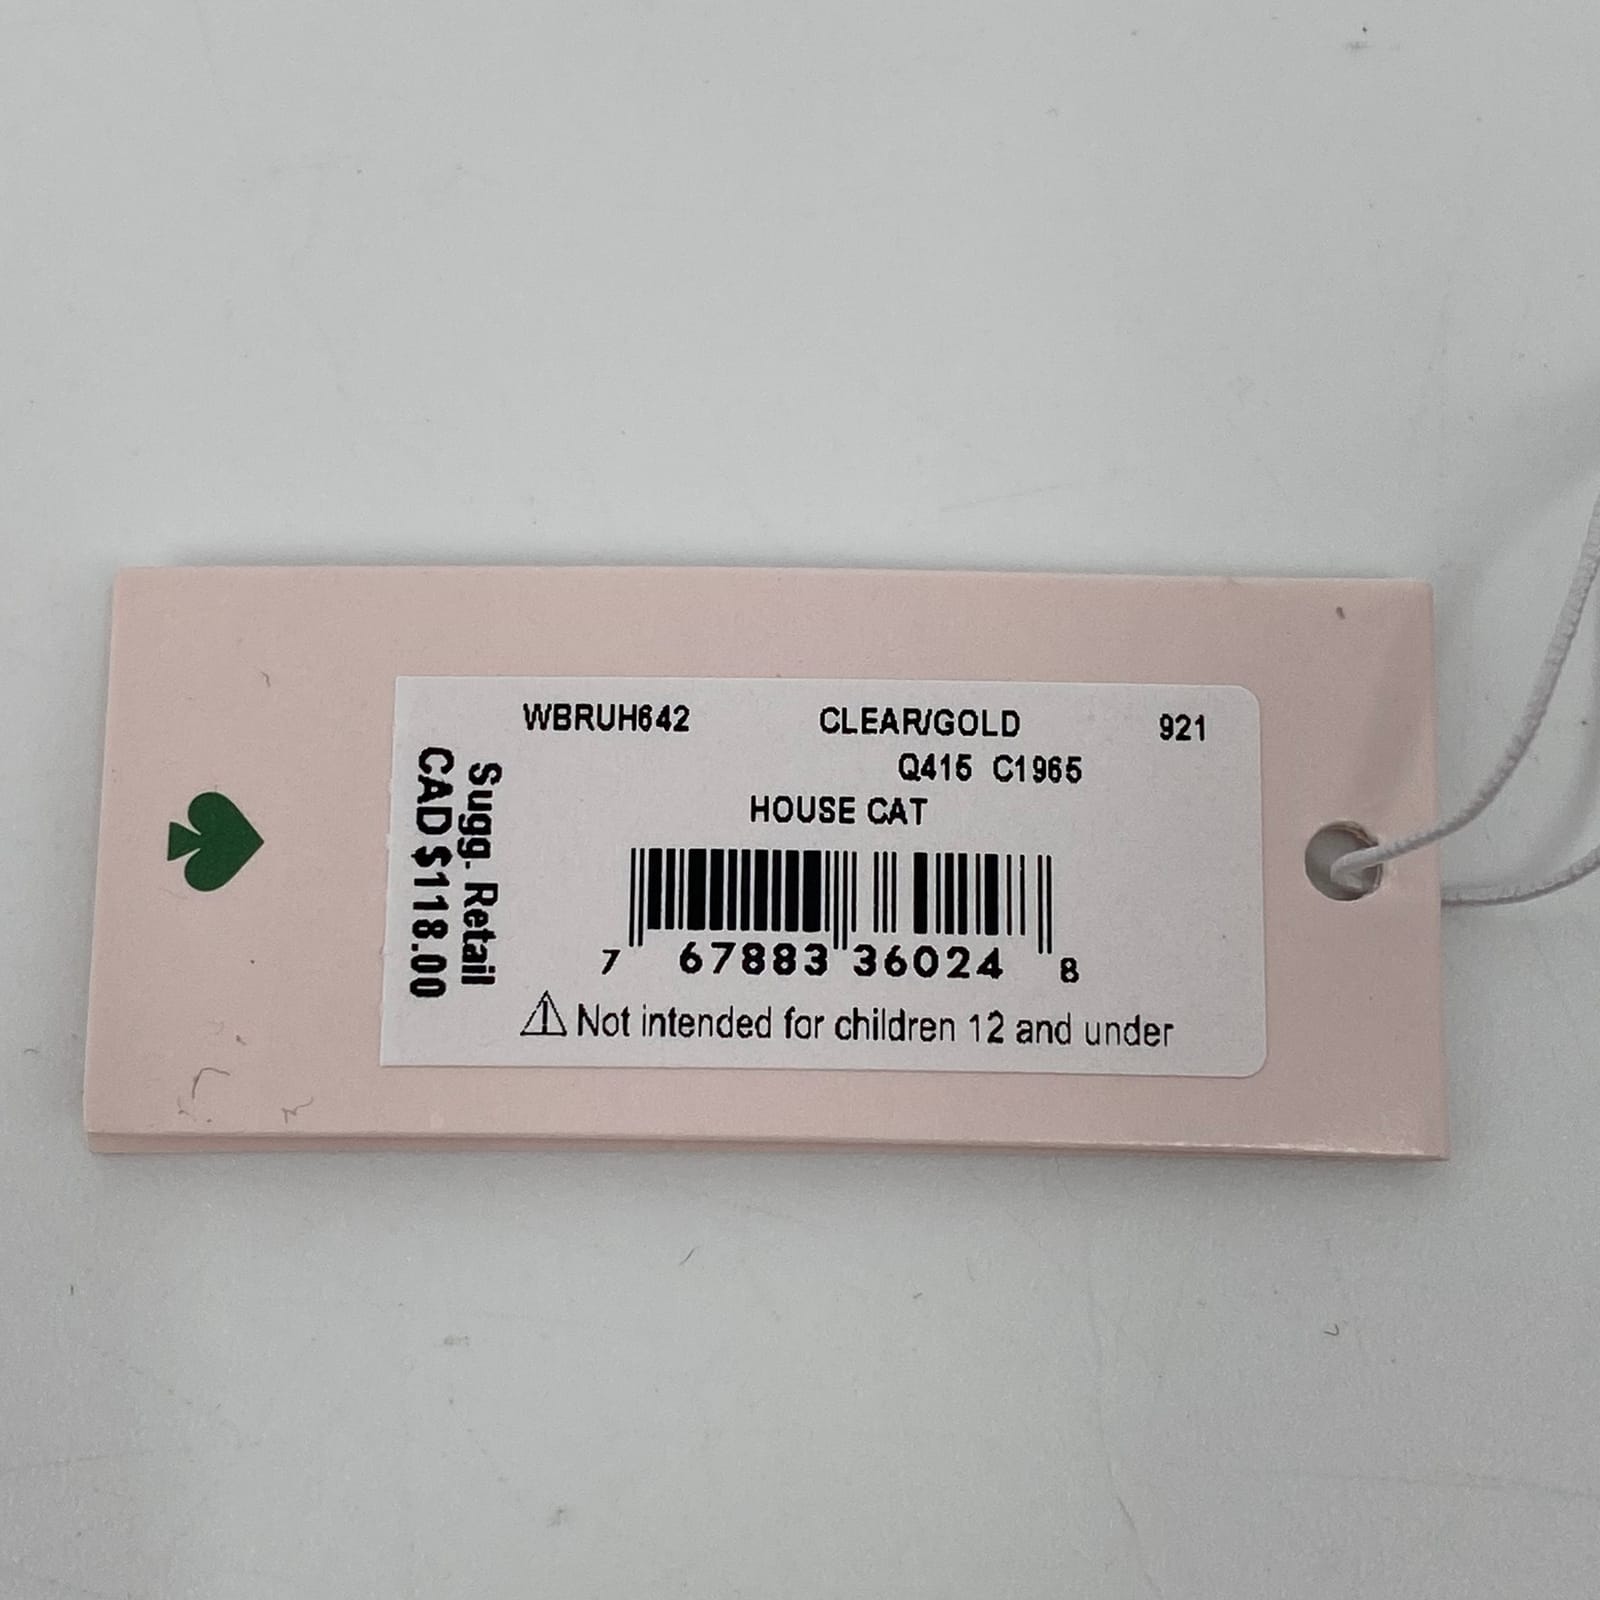 WBRUH642 CLEAR/GOLD 921
Q415 C1965
HOUSE CAT
7 67883 36024 8
Not intended for children 12 and under
Sugg. Retail
CAD $118.00